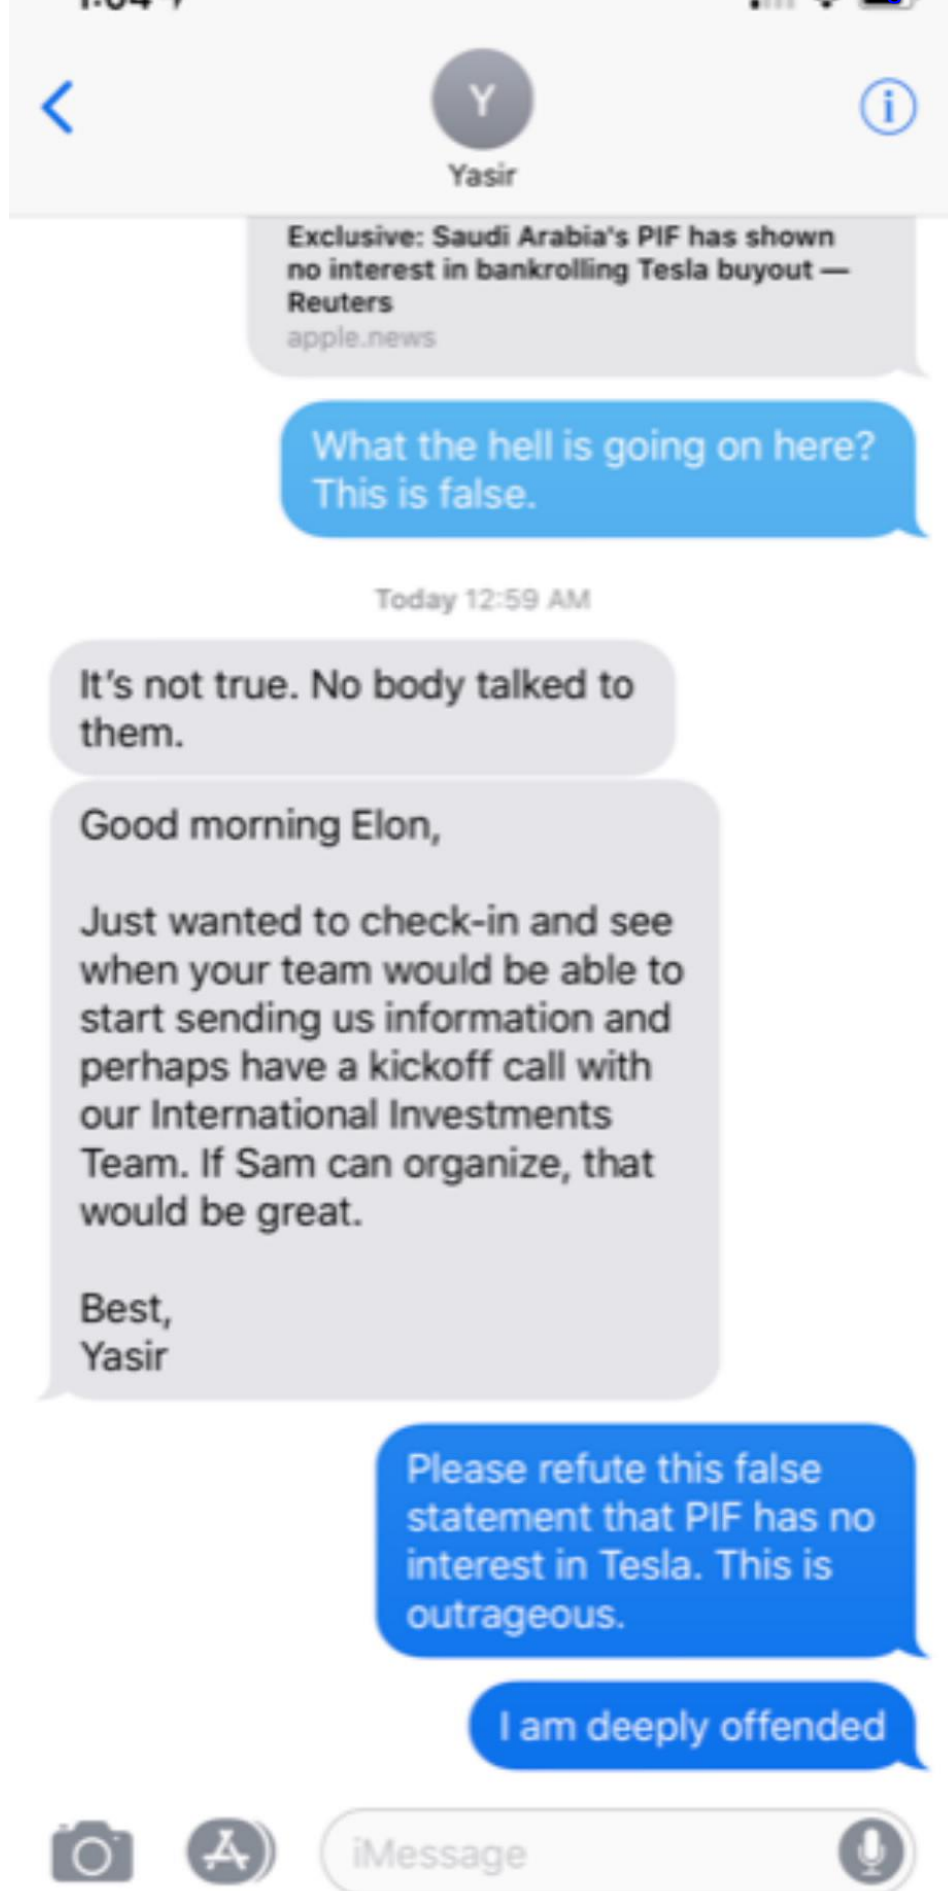 Y
Yasir
Exclusive: Saudi Arabia's PIF has shown
no interest in bankrolling Tesla buyout —
Reuters
apple.news
What the hell is going on here?
This is false.
Today 12:59 AM
It's not true. No body talked to
them.
Good morning Elon,
Just wanted to check-in and see
when your team would be able to
start sending us information and
perhaps have a kickoff call with
our International Investments
Team. If Sam can organize, that
would be great.
Best,
Yasir
Please refute this false
statement that PIF has no
interest in Tesla. This is
outrageous.
I am deeply offended
iMessage